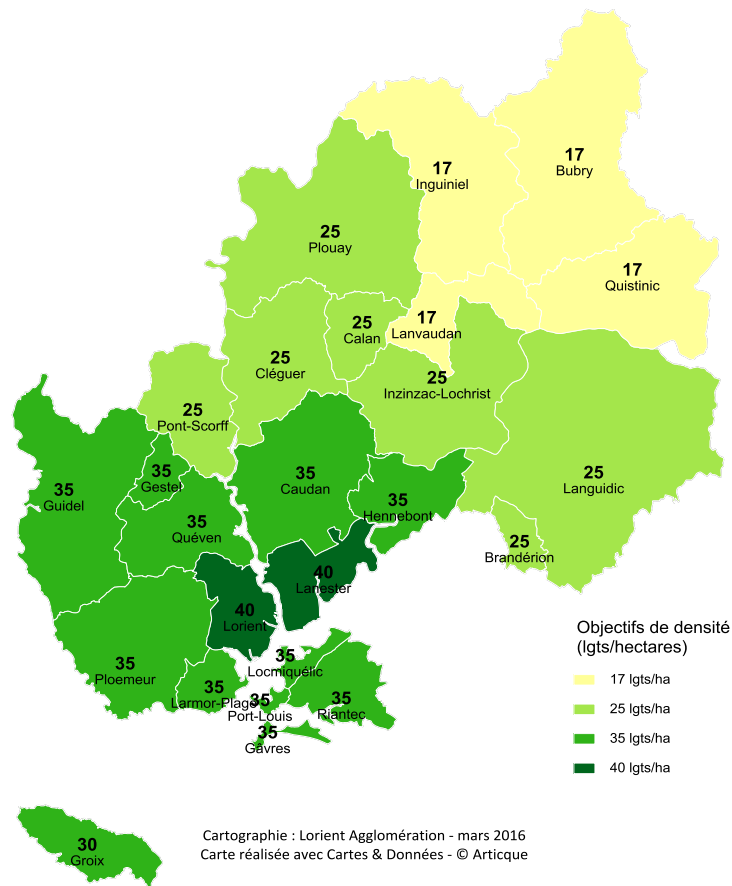 17
Bubry
17
Inguiniel
25
Plouay
17
Quistinic
17
Lanvaudan
25
Calan
25
Cléguer
25
Inzinzac-Lochrist
25
Pont-Scorff
35
Caudan
25
Languidic
35
Gestel
35
Guidel
35
Hennebont
35
Quéven
25
Brandérion
40
Lanester
40
Lorient
35
Locmiquélic
35
Ploemeur
35
Larmor-Plage
35
Port-Louis
35
Riantec
35
Gâvres
30
Groix
Objectifs de densité
(lgts/hectares)
17 lgts/ha
25 lgts/ha
35 lgts/ha
40 lgts/ha
Cartographie : Lorient Agglomération - mars 2016
Carte réalisée avec Cartes & Données - © Articque